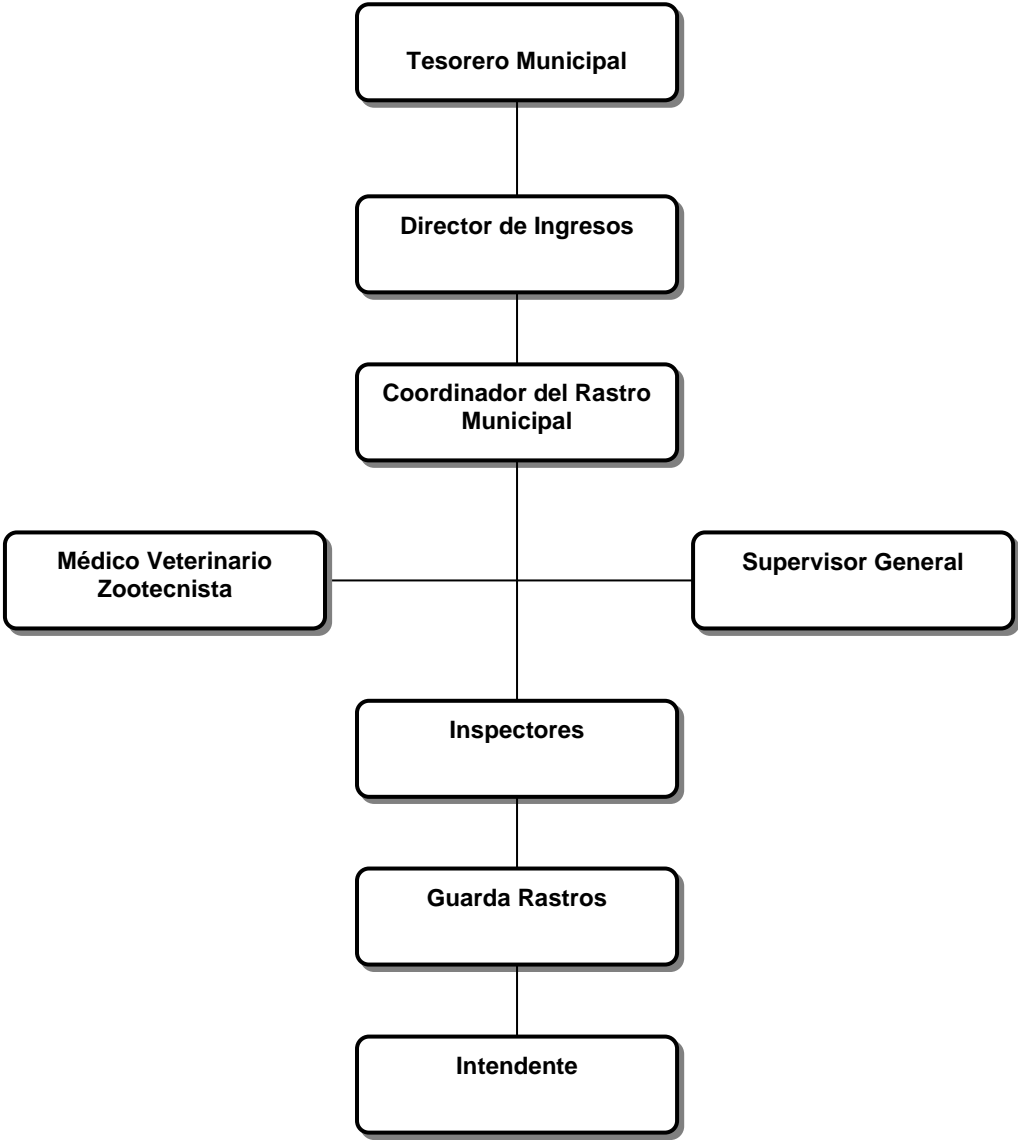 Tesorero Municipal
Director de Ingresos
Coordinador del Rastro
Municipal
Médico Veterinario
Zootecnista
Supervisor General
Inspectores
Guarda Rastros
Intendente